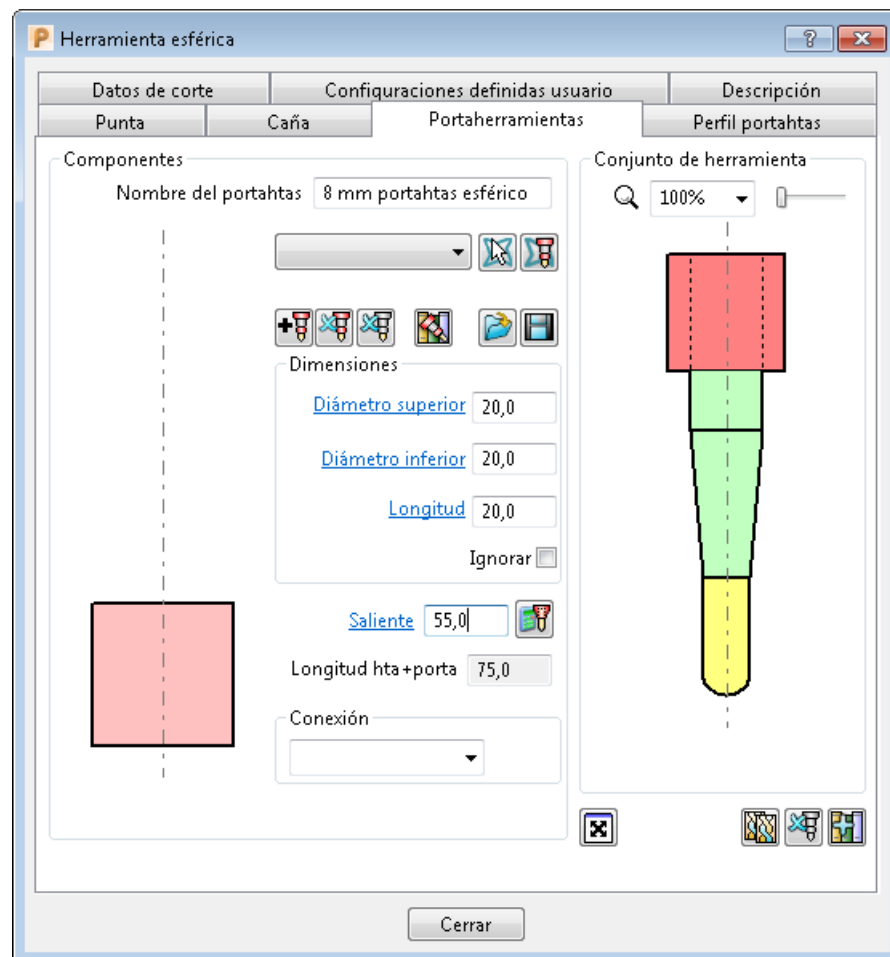 Herramienta esférica
Datos de corte
Configuraciones definidas usuario
Descripción
Punta
Caña
Portaherramientas
Perfil portahtas
Componentes
Nombre del portahtas 8 mm portahtas esférico
Dimensiones
Diámetro superior 20,0
Diámetro inferior 20,0
Longitud 20,0
Ignorar
Saliente 55,0
Longitud hta+porta 75,0
Conexión
Conjunto de herramienta
100%
Cerrar